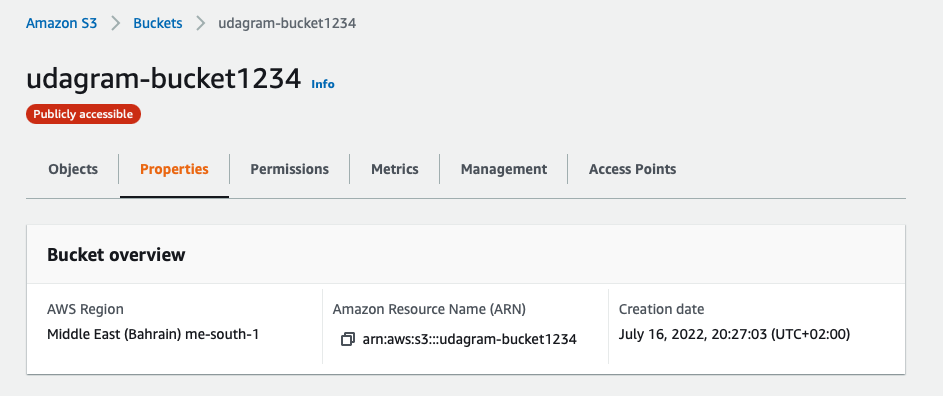 Amazon S3 > Buckets > udagram-bucket1234
udagram-bucket1234 Info
Publicly accessible
Objects Properties Permissions Metrics Management Access Points
Bucket overview
AWS Region
Middle East (Bahrain) me-south-1
Amazon Resource Name (ARN)
arn:aws:s3:::udagram-bucket1234
Creation date
July 16, 2022, 20:27:03 (UTC+02:00)